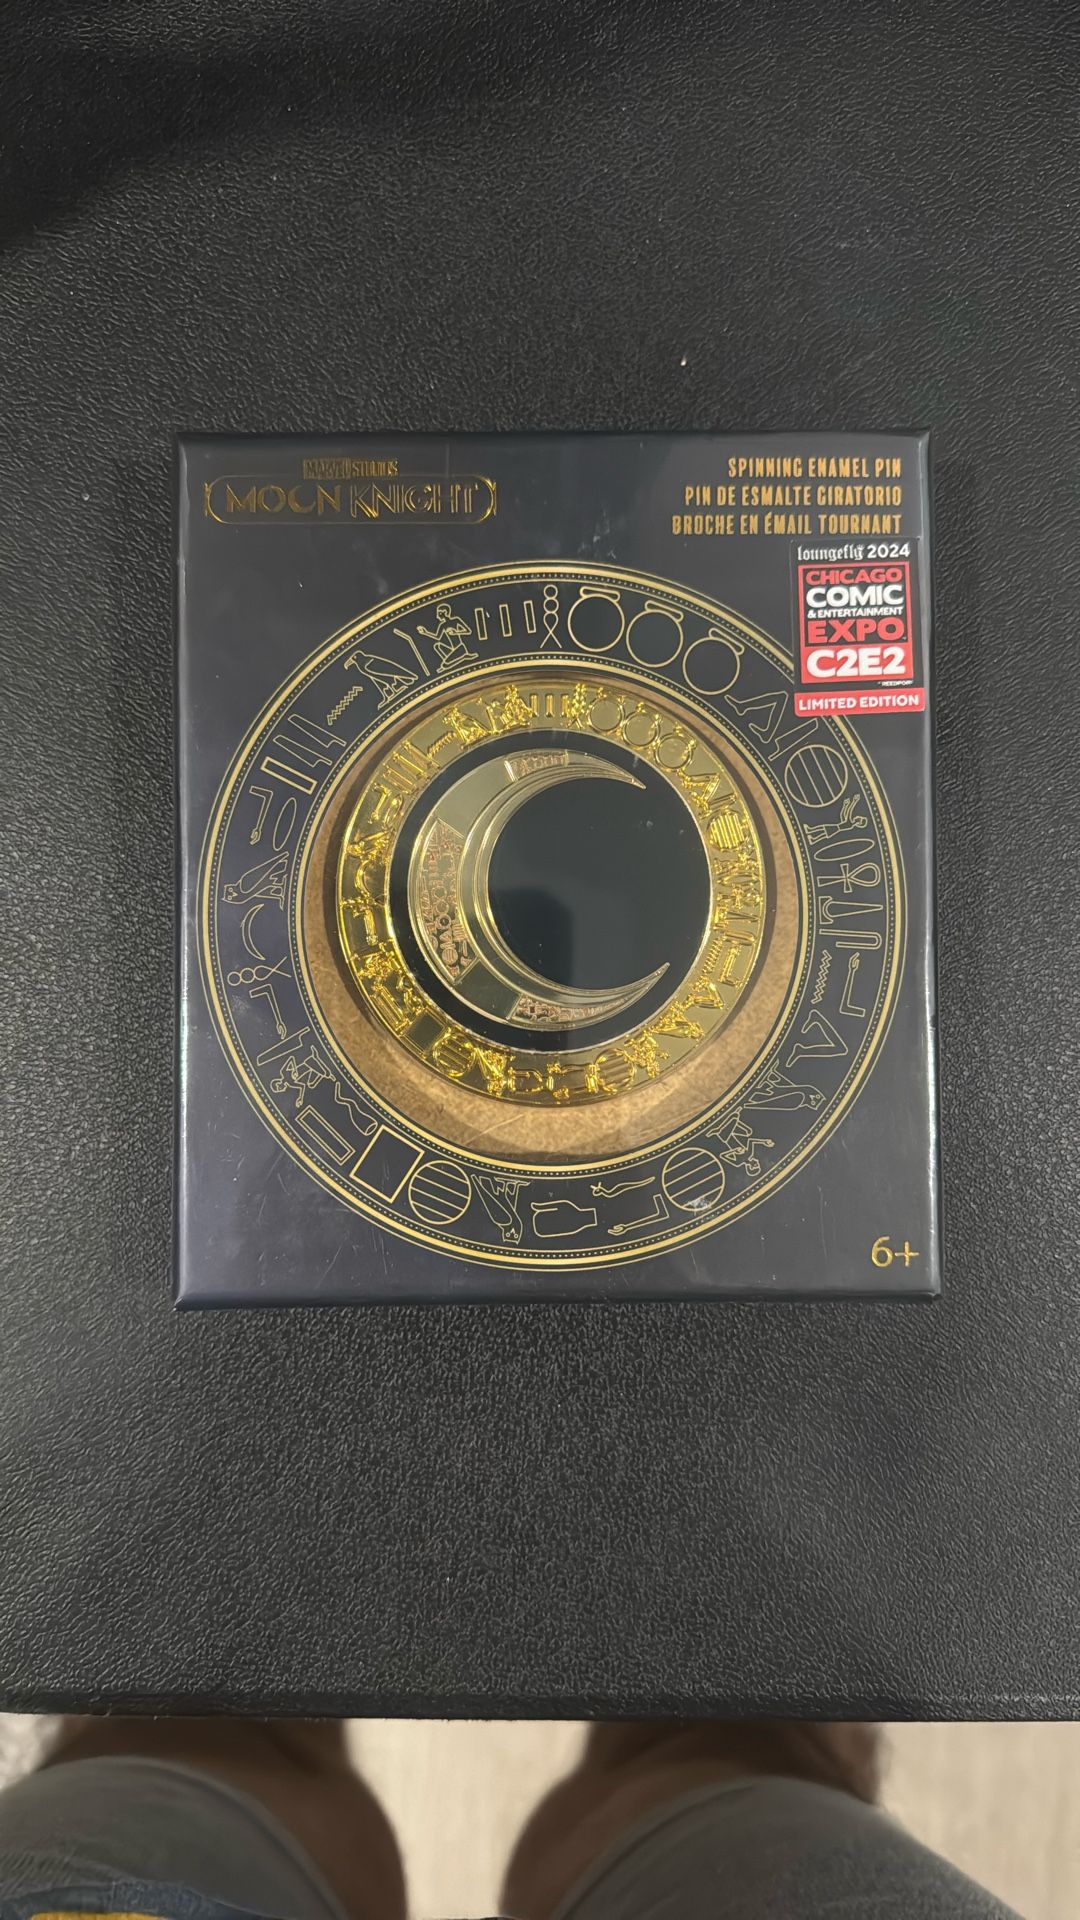 MARVEL STUDIOS
MOON KNIGHT
SPINNING ENAMEL PIN
PIN DE ESMALTE GIRATORIO
BROCHE EN ÉMAIL TOURNANT
loungefly 2024
CHICAGO
COMIC
& ENTERTAINMENT
EXPO
C2E2
REEDPOP
LIMITED EDITION
6+